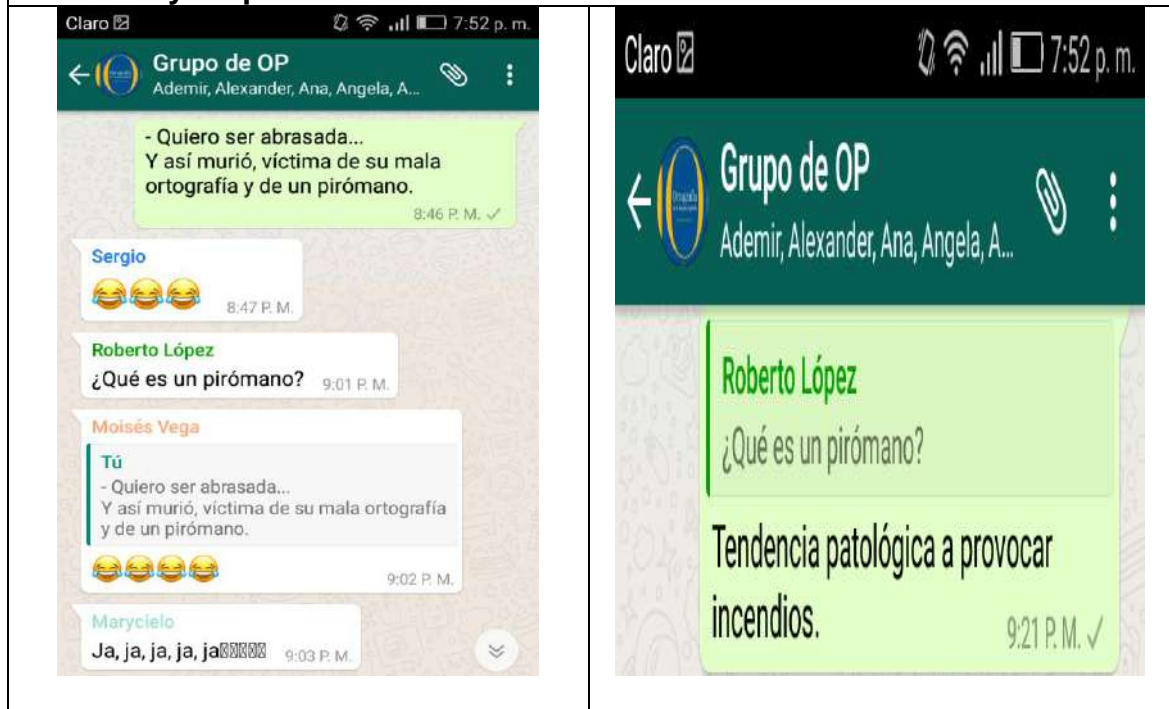 Claro
7:52 p. m.
Grupo de OP
Ademir, Alexander, Ana, Angela, A...
- Quiero ser abrasada...
Y así murió, víctima de su mala
ortografía y de un pirómano.
8:46 P. M.
Sergio
😂😂😂
8:47 P. M.
Roberto López
¿Qué es un pirómano? 9:01 P. M.
Moisés Vega
Tú
- Quiero ser abrasada...
Y así murió, víctima de su mala ortografía
y de un pirómano.
😂😂😂😂
9:02 P. M.
Marycielo
Ja, ja, ja, ja, ja 9:03 P. M.
Claro
7:52 p. m.
Grupo de OP
Ademir, Alexander, Ana, Angela, A...
Roberto López
¿Qué es un pirómano?
Tendencia patológica a provocar
incendios.
9:21 P. M.